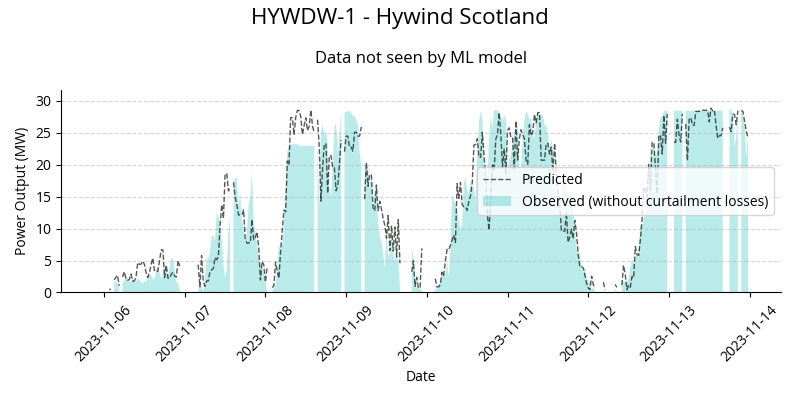 HYWDW-1 - Hywind Scotland
Data not seen by ML model
Power Output (MW)
30
25
20
15
10
5
0
Predicted
Observed (without curtailment losses)
2023-11-06
2023-11-07
2023-11-08
2023-11-09
2023-11-10
2023-11-11
2023-11-12
2023-11-13
2023-11-14
Date